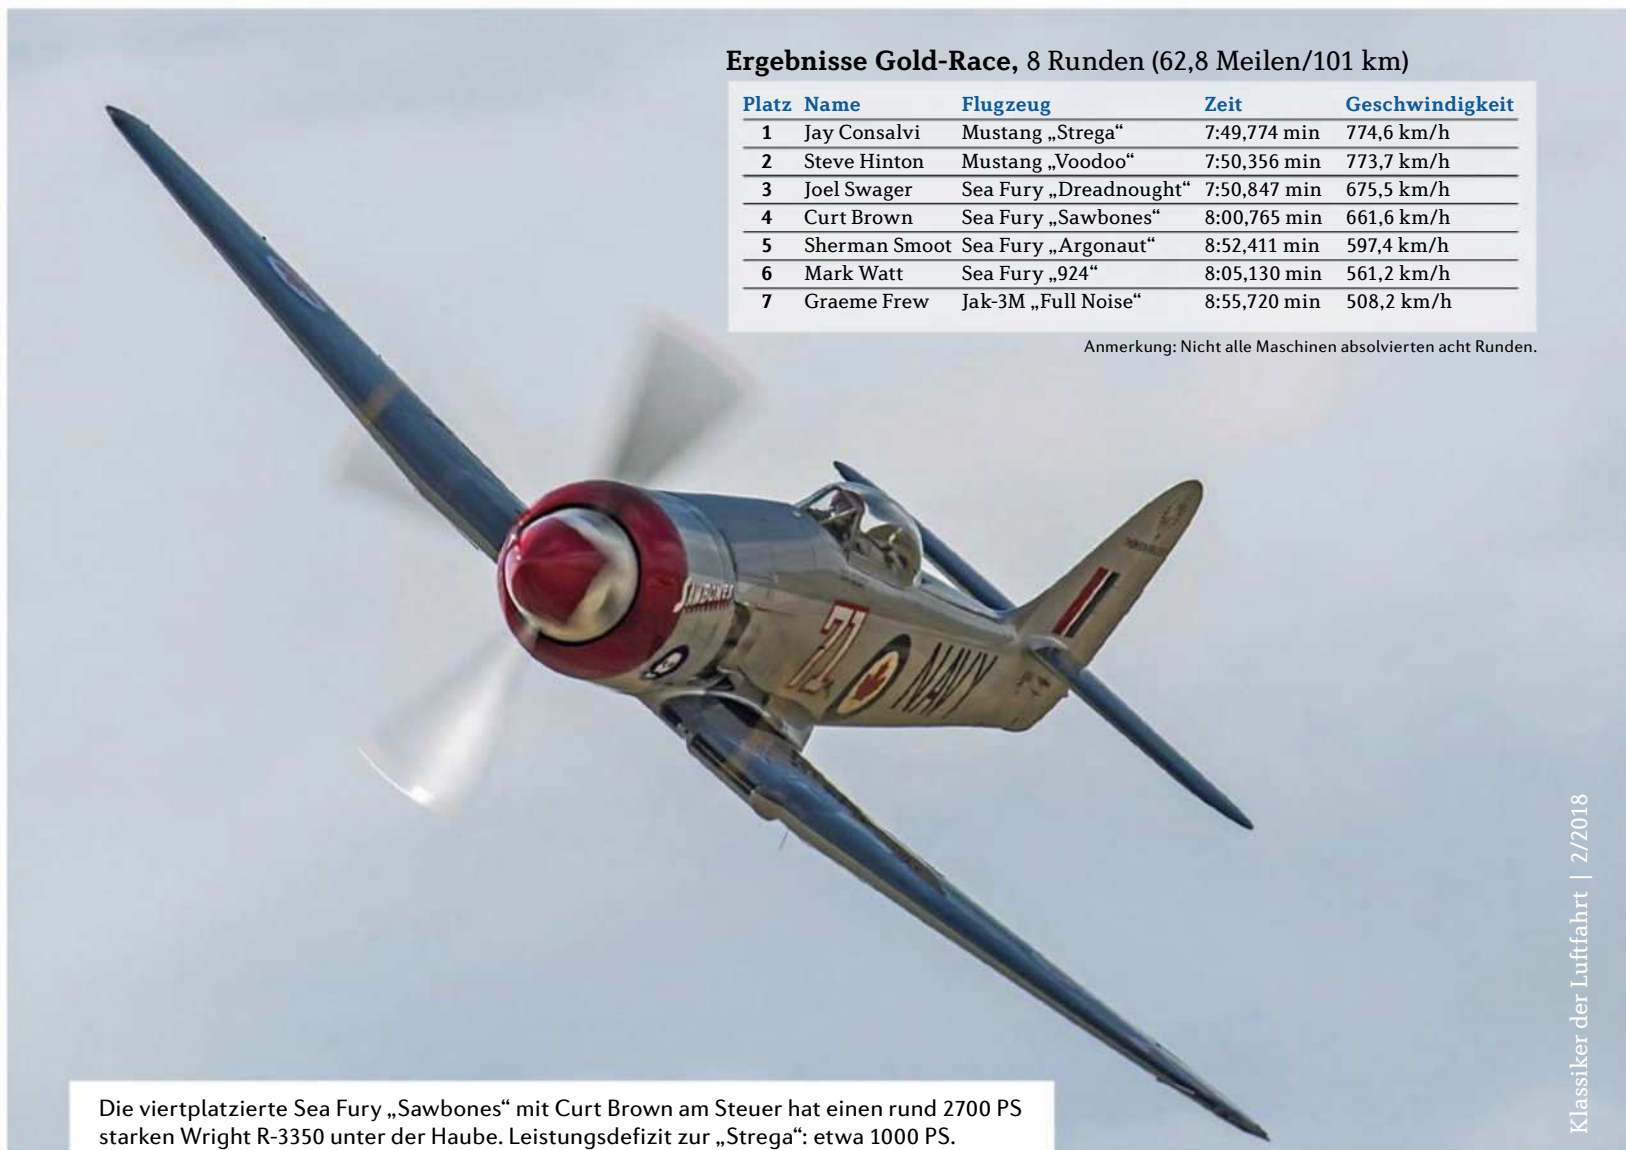 Ergebnisse Gold-Race, 8 Runden (62,8 Meilen/101 km)
Platz Name Flugzeug Zeit Geschwindigkeit
1 Jay Consalvi Mustang „Strega“ 7:49,774 min 774,6 km/h
2 Steve Hinton Mustang „Voodoo“ 7:50,356 min 773,7 km/h
3 Joel Swager Sea Fury „Dreadnought“ 7:50,847 min 675,5 km/h
4 Curt Brown Sea Fury „Sawbones“ 8:00,765 min 661,6 km/h
5 Sherman Smoot Sea Fury „Argonaut“ 8:52,411 min 597,4 km/h
6 Mark Watt Sea Fury „924“ 8:05,130 min 561,2 km/h
7 Graeme Frew Jak-3M „Full Noise“ 8:55,720 min 508,2 km/h
Anmerkung: Nicht alle Maschinen absolvierten acht Runden.
SAWBONES
71
NAVY
Klassiker der Luftfahrt | 2/2018
Die viertplatzierte Sea Fury „Sawbones“ mit Curt Brown am Steuer hat einen rund 2700 PS
starken Wright R-3350 unter der Haube. Leistungsdefizit zur „Strega“: etwa 1000 PS.